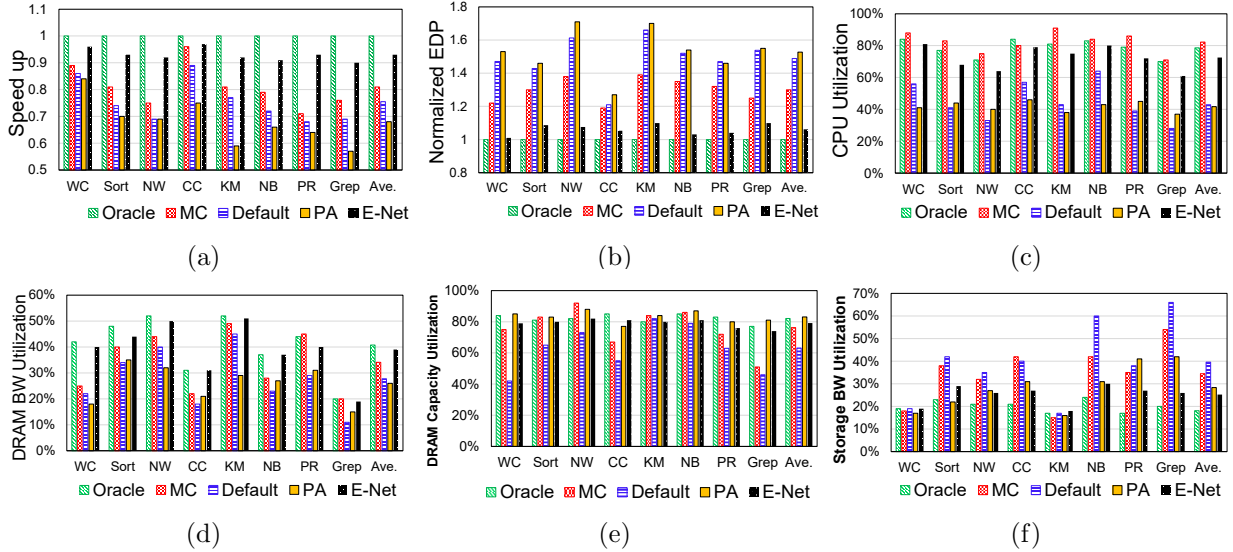 Speed up
1.1
1
0.9
0.8
0.7
0.6
0.5
WC Sort NW CC KM NB PR Grep Ave.
Oracle MC Default PA E-Net
(a)
Normalized EDP
1.8
1.6
1.4
1.2
1
0.8
WC Sort NW CC KM NB PR Grep Ave.
Oracle MC Default PA E-Net
(b)
CPU Utilization
100%
80%
60%
40%
20%
0%
WC Sort NW CC KM NB PR Grep Ave.
Oracle MC Default PA E-Net
(c)
DRAM BW Utilization
60%
50%
40%
30%
20%
10%
0%
WC Sort NW CC KM NB PR Grep Ave.
Oracle MC Default PA E-Net
(d)
DRAM Capacity Utilization
100%
80%
60%
40%
20%
0%
WC Sort NW CC KM NB PR Grep Ave.
Oracle MC Default PA E-Net
(e)
Storage BW Utilization
70%
60%
50%
40%
30%
20%
10%
0%
WC Sort NW CC KM NB PR Grep Ave.
Oracle MC Default PA E-Net
(f)